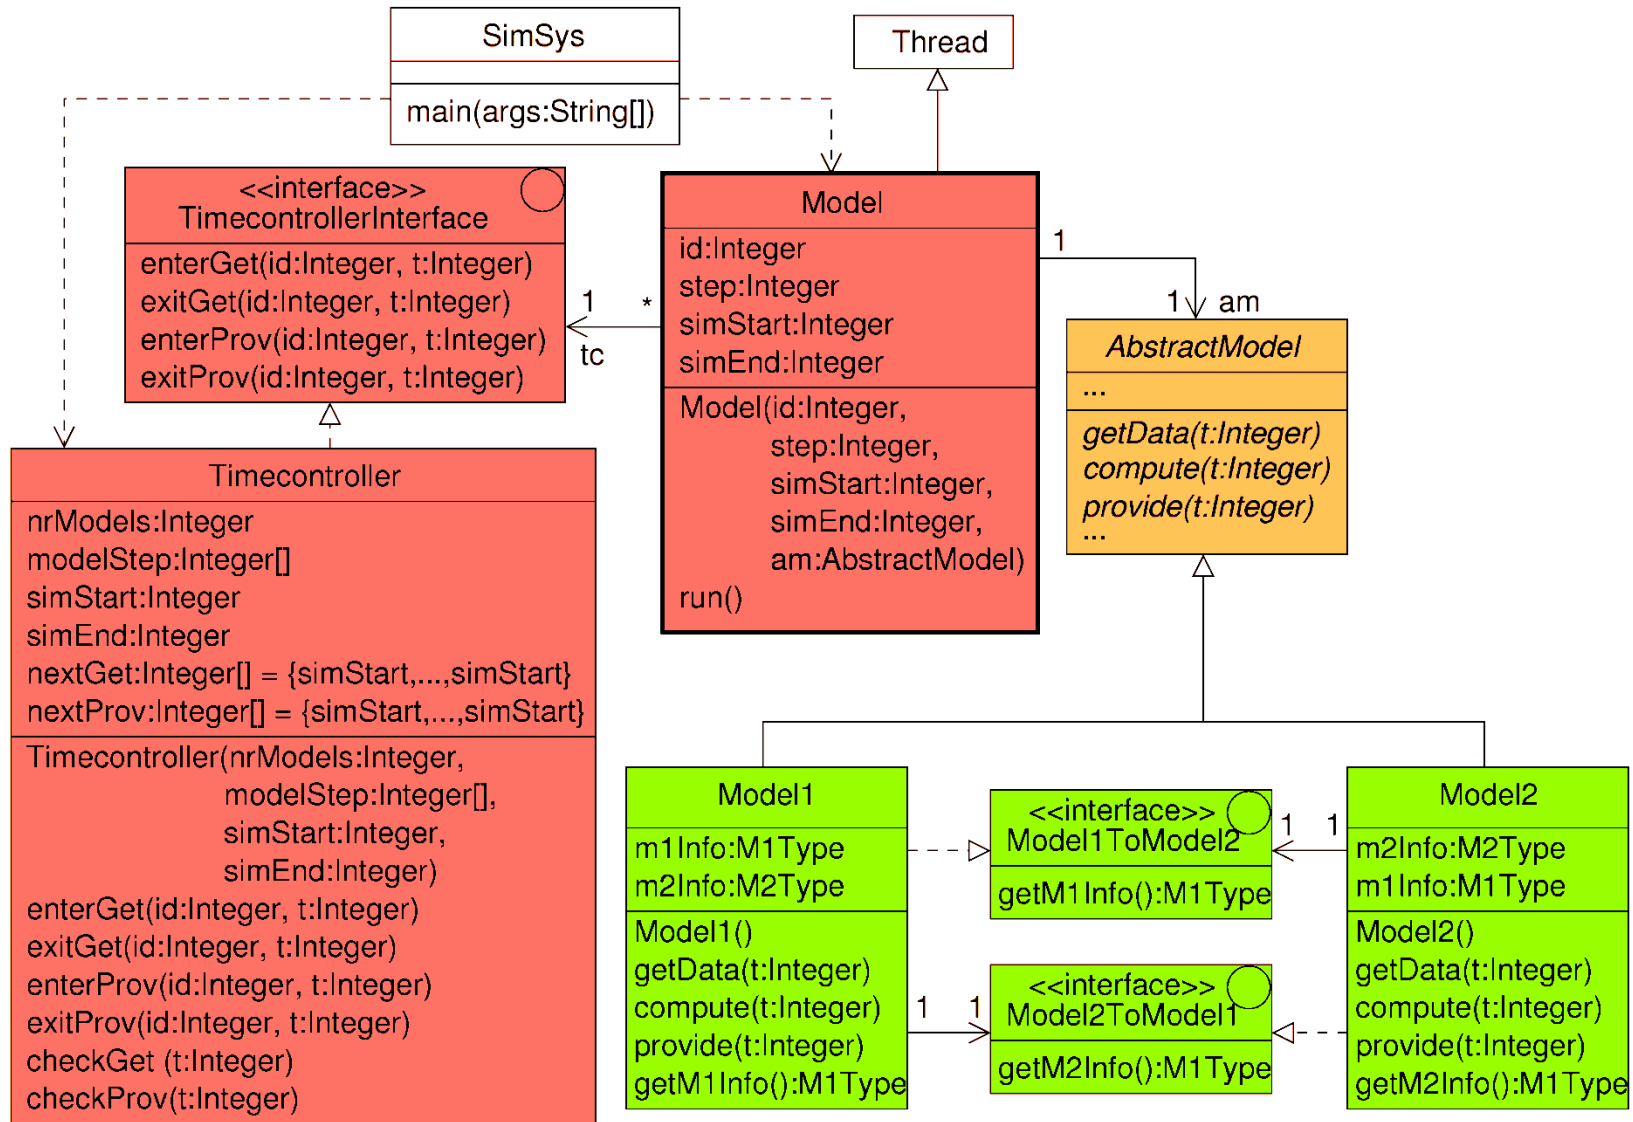 SimSys
main(args:String[])
Thread
<<interface>>
TimecontrollerInterface
enterGet(id:Integer, t:Integer)
exitGet(id:Integer, t:Integer)
enterProv(id:Integer, t:Integer)
exitProv(id:Integer, t:Integer)
1
tc
*
Model
id:Integer
step:Integer
simStart:Integer
simEnd:Integer
Model(id:Integer,
step:Integer,
simStart:Integer,
simEnd:Integer,
am:AbstractModel)
run()
1
1 am
AbstractModel
...
getData(t:Integer)
compute(t:Integer)
provide(t:Integer)
...
Timecontroller
nrModels:Integer
modelStep:Integer[]
simStart:Integer
simEnd:Integer
nextGet:Integer[] = {simStart,...,simStart}
nextProv:Integer[] = {simStart,...,simStart}
Timecontroller(nrModels:Integer,
modelStep:Integer[],
simStart:Integer,
simEnd:Integer)
enterGet(id:Integer, t:Integer)
exitGet(id:Integer, t:Integer)
enterProv(id:Integer, t:Integer)
exitProv(id:Integer, t:Integer)
checkGet (t:Integer)
checkProv(t:Integer)
Model1
m1Info:M1Type
m2Info:M2Type
Model1()
getData(t:Integer)
compute(t:Integer)
provide(t:Integer)
getM1Info():M1Type
<<interface>>
Model1ToModel2
getM1Info():M1Type
1 1
<<interface>>
Model2ToModel1
getM2Info():M1Type
1 1
Model2
m2Info:M2Type
m1Info:M1Type
Model2()
getData(t:Integer)
compute(t:Integer)
provide(t:Integer)
getM2Info():M1Type